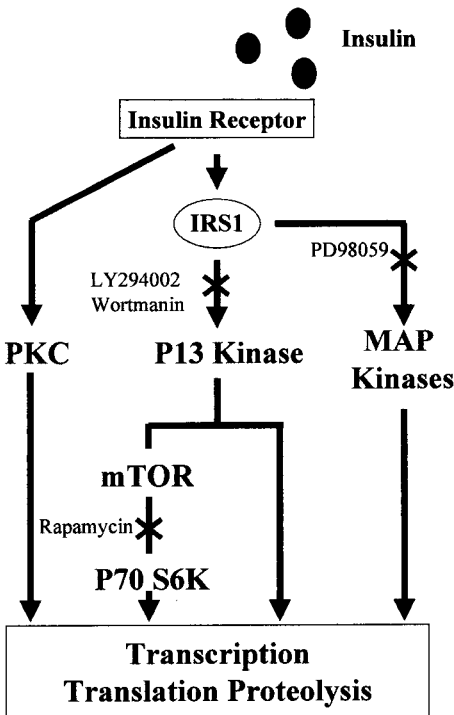 Insulin
Insulin Receptor
IRS1
PD98059
LY294002
Wortmanin
PKC
P13 Kinase
MAP
Kinases
mTOR
Rapamycin
P70 S6K
Transcription
Translation Proteolysis